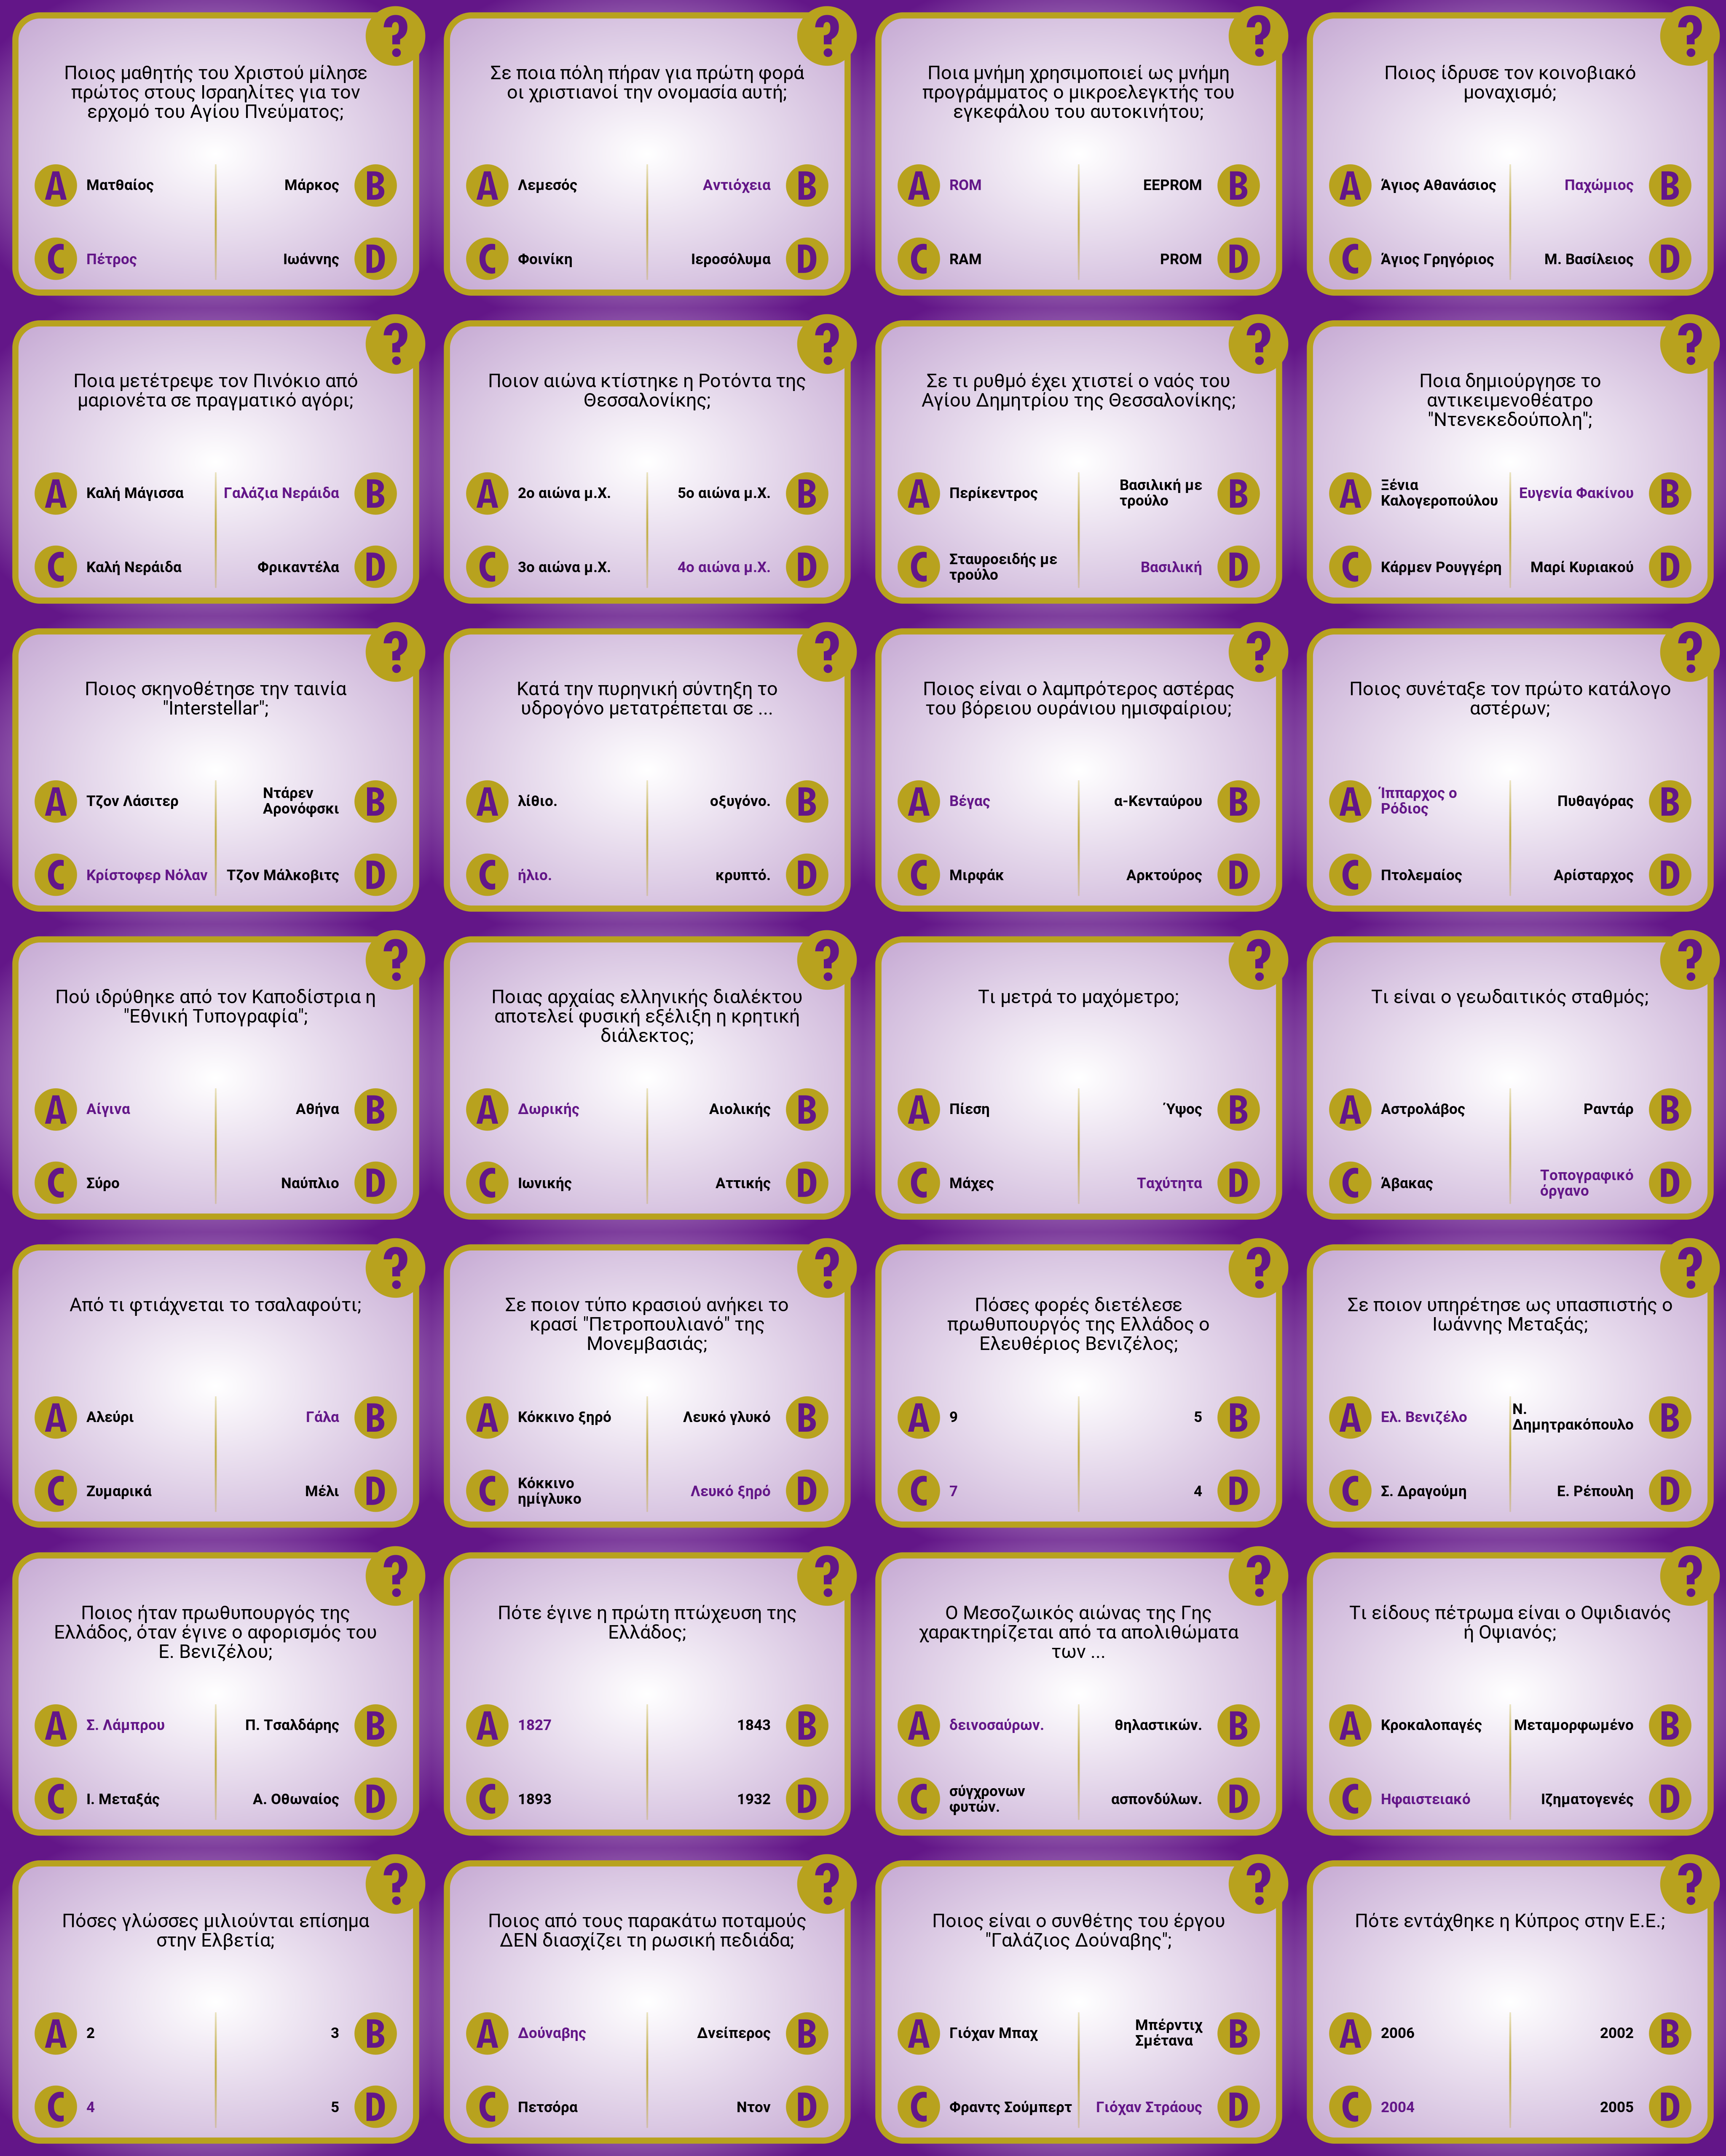 ?
Ποιος μαθητής του Χριστού μίλησε
πρώτος στους Ισραηλίτες για τον
ερχομό του Αγίου Πνεύματος;
A Ματθαίος
Μάρκος B
C Πέτρος
Ιωάννης D
?
Σε ποια πόλη πήραν για πρώτη φορά
οι χριστιανοί την ονομασία αυτή;
A Λεμεσός
Αντιόχεια B
C Φοινίκη
Ιεροσόλυμα D
?
Ποια μνήμη χρησιμοποιεί ως μνήμη
προγράμματος ο μικροελεγκτής του
εγκεφάλου του αυτοκινήτου;
A ROM
EEPROM B
C RAM
PROM D
?
Ποιος ίδρυσε τον κοινοβιακό
μοναχισμό;
A Άγιος Αθανάσιος
Παχώμιος B
C Άγιος Γρηγόριος
Μ. Βασίλειος D
?
Ποια μετέτρεψε τον Πινόκιο από
μαριονέτα σε πραγματικό αγόρι;
A Καλή Μάγισσα
Γαλάζια Νεράιδα B
C Καλή Νεράιδα
Φρικαντέλα D
?
Ποιον αιώνα κτίστηκε η Ροτόντα της
Θεσσαλονίκης;
A 2ο αιώνα μ.Χ.
5ο αιώνα μ.Χ. B
C 3ο αιώνα μ.Χ.
4ο αιώνα μ.Χ. D
?
Σε τι ρυθμό έχει χτιστεί ο ναός του
Αγίου Δημητρίου της Θεσσαλονίκης;
A Περίκεντρος
Βασιλική με
τρούλο B
C Σταυροειδής με
τρούλο
Βασιλική D
?
Ποια δημιούργησε το
αντικειμενοθέατρο
"Ντενεκεδούπολη";
A Ξένια
Καλογεροπούλου
Ευγενία Φακίνου B
C Κάρμεν Ρουγγέρη
Μαρί Κυριακού D
?
Ποιος σκηνοθέτησε την ταινία
"Interstellar";
A Τζον Λάσιτερ
Ντάρεν
Αρονόφσκι B
C Κρίστοφερ Νόλαν
Τζον Μάλκοβιτς D
?
Κατά την πυρηνική σύντηξη το
υδρογόνο μετατρέπεται σε ...
A λίθιο.
οξυγόνο. B
C ήλιο.
κρυπτό. D
?
Ποιος είναι ο λαμπρότερος αστέρας
του βόρειου ουράνιου ημισφαίριου;
A Βέγας
α-Κενταύρου B
C Μιρφάκ
Αρκτούρος D
?
Ποιος συνέταξε τον πρώτο κατάλογο
αστέρων;
A Ίππαρχος ο
Ρόδιος
Πυθαγόρας B
C Πτολεμαίος
Αρίσταρχος D
?
Πού ιδρύθηκε από τον Καποδίστρια η
"Εθνική Τυπογραφία";
A Αίγινα
Αθήνα B
C Σύρο
Ναύπλιο D
?
Ποιας αρχαίας ελληνικής διαλέκτου
αποτελεί φυσική εξέλιξη η κρητική
διάλεκτος;
A Δωρικής
Αιολικής B
C Ιωνικής
Αττικής D
?
Τι μετρά το μαχόμετρο;
A Πίεση
Ύψος B
C Μάχες
Ταχύτητα D
?
Τι είναι ο γεωδαιτικός σταθμός;
A Αστρολάβος
Ραντάρ B
C Άβακας
Τοπογραφικό
όργανο D
?
Από τι φτιάχνεται το τσαλαφούτι;
A Αλεύρι
Γάλα B
C Ζυμαρικά
Μέλι D
?
Σε ποιον τύπο κρασιού ανήκει το
κρασί "Πετροπουλιανό" της
Μονεμβασιάς;
A Κόκκινο ξηρό
Λευκό γλυκό B
C Κόκκινο
ημίγλυκο
Λευκό ξηρό D
?
Πόσες φορές διετέλεσε
πρωθυπουργός της Ελλάδος ο
Ελευθέριος Βενιζέλος;
A 9
5 B
C 7
4 D
?
Σε ποιον υπηρέτησε ως υπασπιστής ο
Ιωάννης Μεταξάς;
A Ελ. Βενιζέλο
Ν.
Δημητρακόπουλο B
C Σ. Δραγούμη
Ε. Ρέπουλη D
?
Ποιος ήταν πρωθυπουργός της
Ελλάδος, όταν έγινε ο αφορισμός του
Ε. Βενιζέλου;
A Σ. Λάμπρου
Π. Τσαλδάρης B
C Ι. Μεταξάς
Α. Οθωναίος D
?
Πότε έγινε η πρώτη πτώχευση της
Ελλάδος;
A 1827
1843 B
C 1893
1932 D
?
Ο Μεσοζωικός αιώνας της Γης
χαρακτηρίζεται από τα απολιθώματα
των ...
A δεινοσαύρων.
θηλαστικών. B
C σύγχρονων
φυτών.
ασπονδύλων. D
?
Τι είδους πέτρωμα είναι ο Οψιδιανός
ή Οψιανός;
A Κροκαλοπαγές
Μεταμορφωμένο B
C Ηφαιστειακό
Ιζηματογενές D
?
Πόσες γλώσσες μιλιούνται επίσημα
στην Ελβετία;
A 2
3 B
C 4
5 D
?
Ποιος από τους παρακάτω ποταμούς
ΔΕΝ διασχίζει τη ρωσική πεδιάδα;
A Δούναβης
Δνείπερος B
C Πετσόρα
Ντον D
?
Ποιος είναι ο συνθέτης του έργου
"Γαλάζιος Δούναβης";
A Γιόχαν Μπαχ
Μπέρντιχ
Σμέτανα B
C Φραντς Σούμπερτ
Γιόχαν Στράους D
?
Πότε εντάχθηκε η Κύπρος στην Ε.Ε.;
A 2006
2002 B
C 2004
2005 D